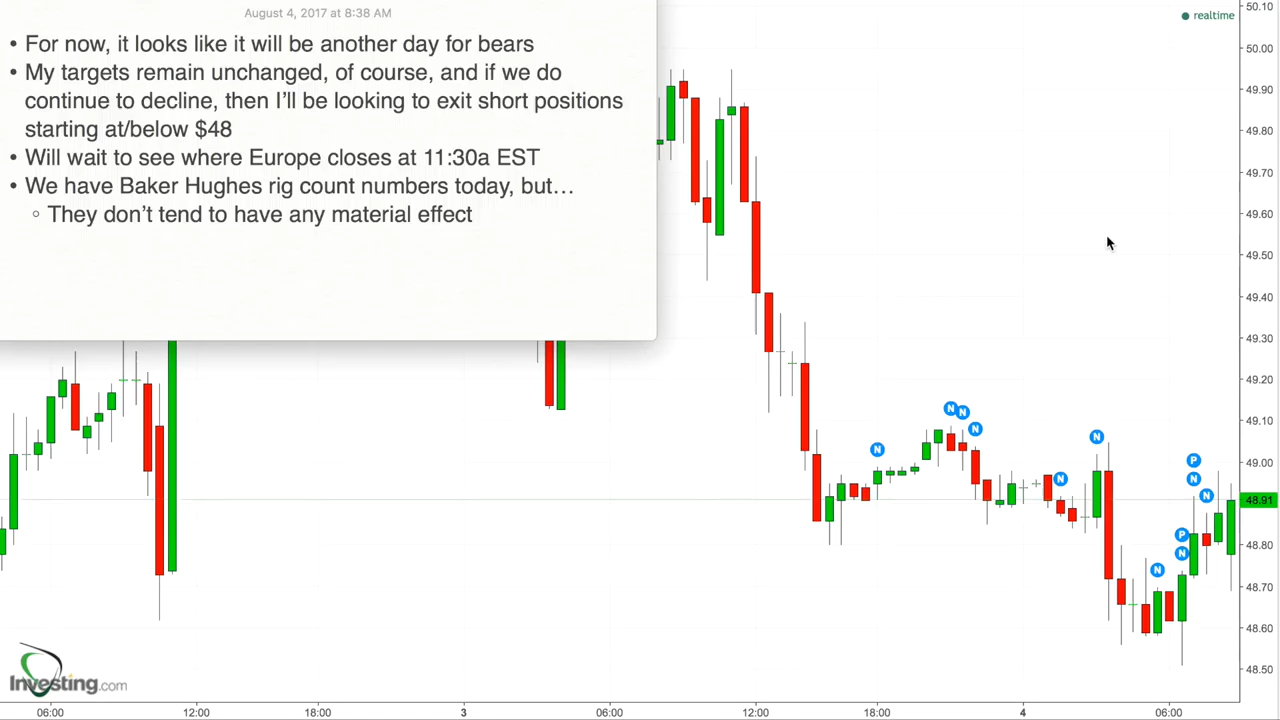 August 4, 2017 at 8:38 AM
• For now, it looks like it will be another day for bears
• My targets remain unchanged, of course, and if we do
continue to decline, then I’ll be looking to exit short positions
starting at/below $48
• Will wait to see where Europe closes at 11:30a EST
• We have Baker Hughes rig count numbers today, but…
◦ They don’t tend to have any material effect
realtime
50.10
50.00
49.90
49.80
49.70
49.60
49.50
49.40
49.30
49.20
49.10
49.00
48.91
48.80
48.70
48.60
48.50
N
N N
N
N
N
P
N
N
P
N
N
Investing.com
06:00 12:00 18:00 3 06:00 12:00 18:00 4 06:00